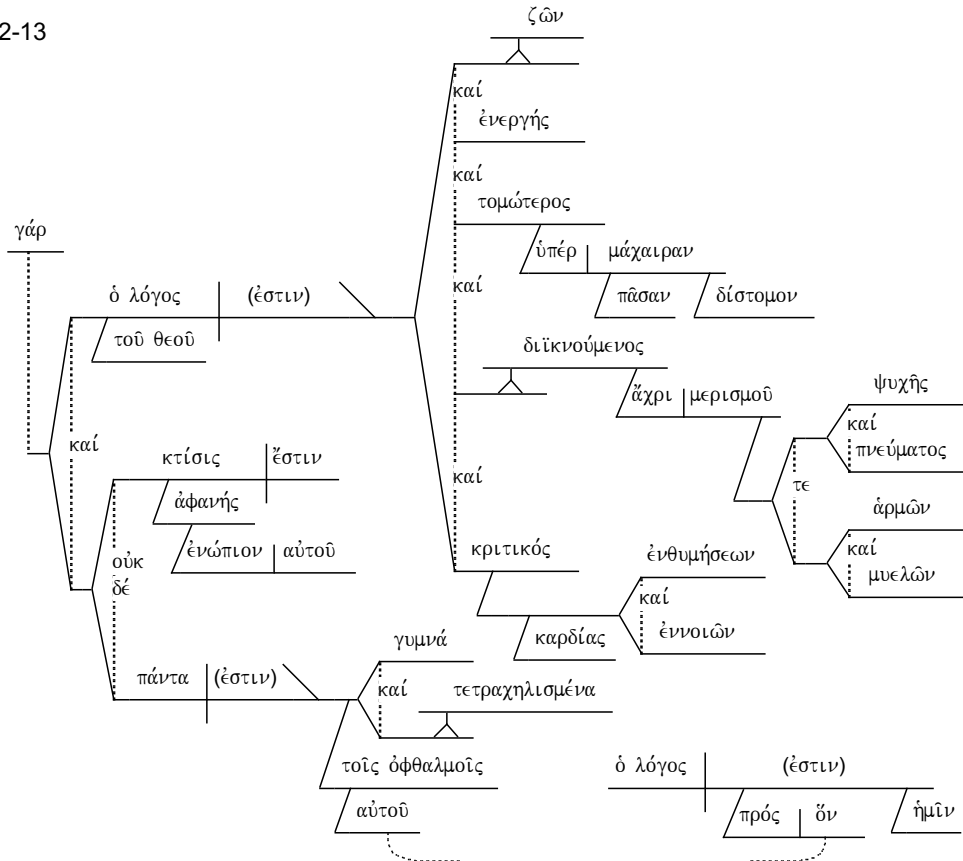 2-13
ζῶν
καί
ἐνεργής
καί
τομώτερος
γάρ
ὑπέρ μάχαιραν
ὁ λόγος (ἐστιν) καί πᾶσαν δίστομον
τοῦ θεοῦ
διϊκνούμενος
ἄχρι μερισμοῦ
ψυχῆς
καί
καί
πνεύματος
κτίσις ἔστιν
καί
τε
ἀφανής
ἁρμῶν
ἐνώπιον αὐτοῦ
οὐκ
δέ
κριτικός
ἐνθυμήσεων
καί
μυελῶν
καί
καρδίας
ἐννοιῶν
γυμνά
πάντα (ἐστιν)
καί
τετραχηλισμένα
τοῖς ὀφθαλμοῖς
ὁ λόγος (ἐστιν)
αὐτοῦ
πρός ὅν
ἡμῖν